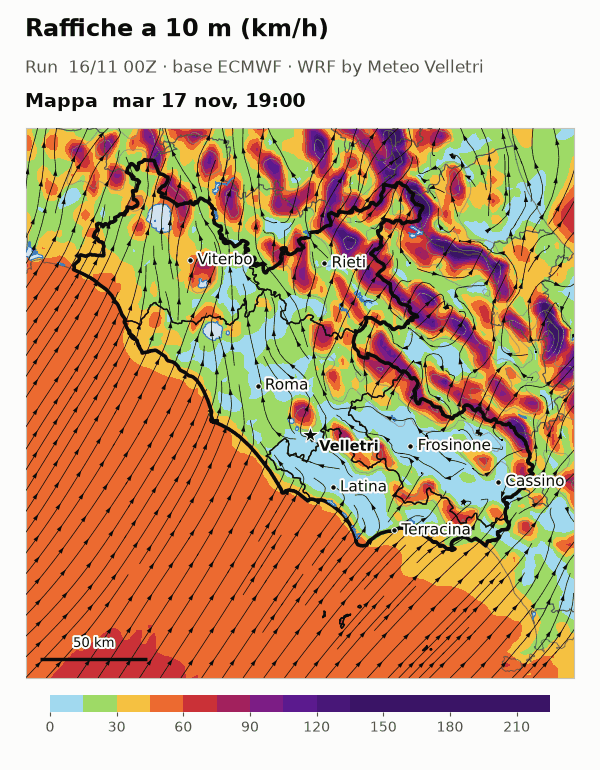 Raffiche a 10 m (km/h)
Run 16/11 00Z · base ECMWF · WRF by Meteo Velletri
Mappa mar 17 nov, 19:00
Viterbo
Rieti
Roma
Velletri
Frosinone
Latina
Cassino
Terracina
50 km
0 30 60 90 120 150 180 210